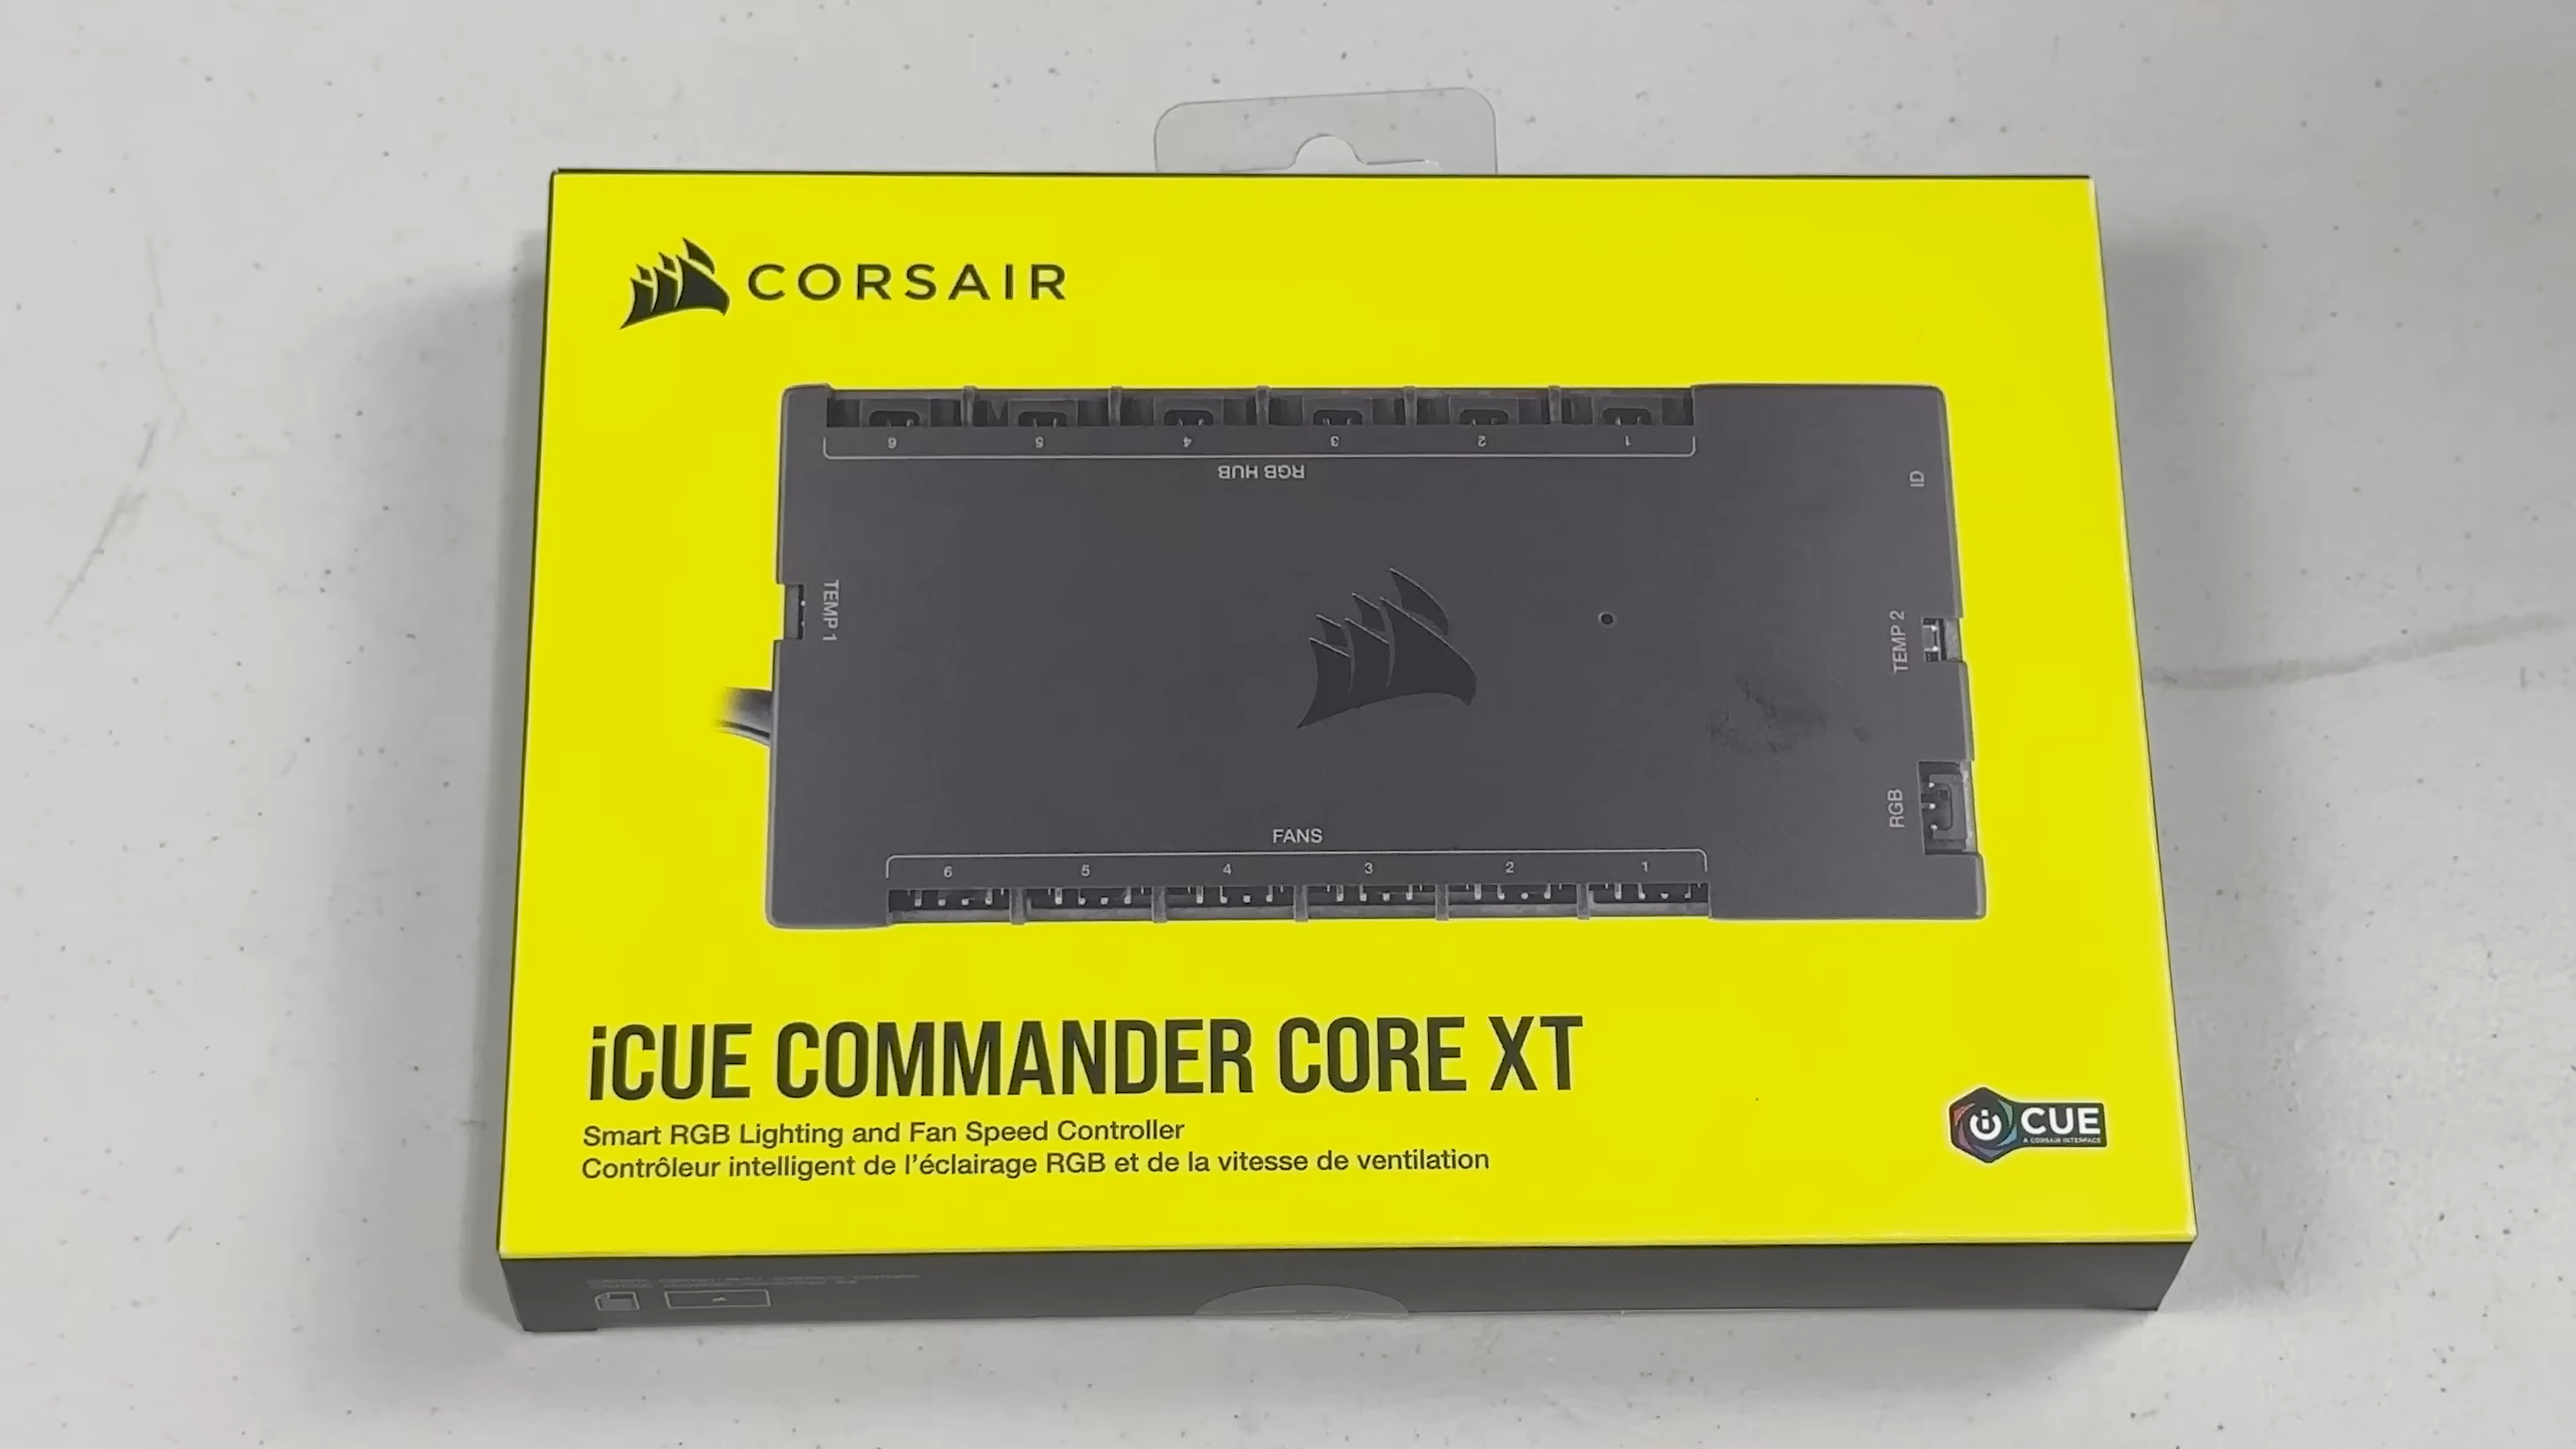 CORSAIR
6 5 4 3 2 1
RGB HUB
ID
TEMP 1
TEMP 2
RGB
FANS
6 5 4 3 2 1
iCUE COMMANDER CORE XT
Smart RGB Lighting and Fan Speed Controller
Contrôleur intelligent de l'éclairage RGB et de la vitesse de ventilation
CUE
A CORSAIR INTERFACE